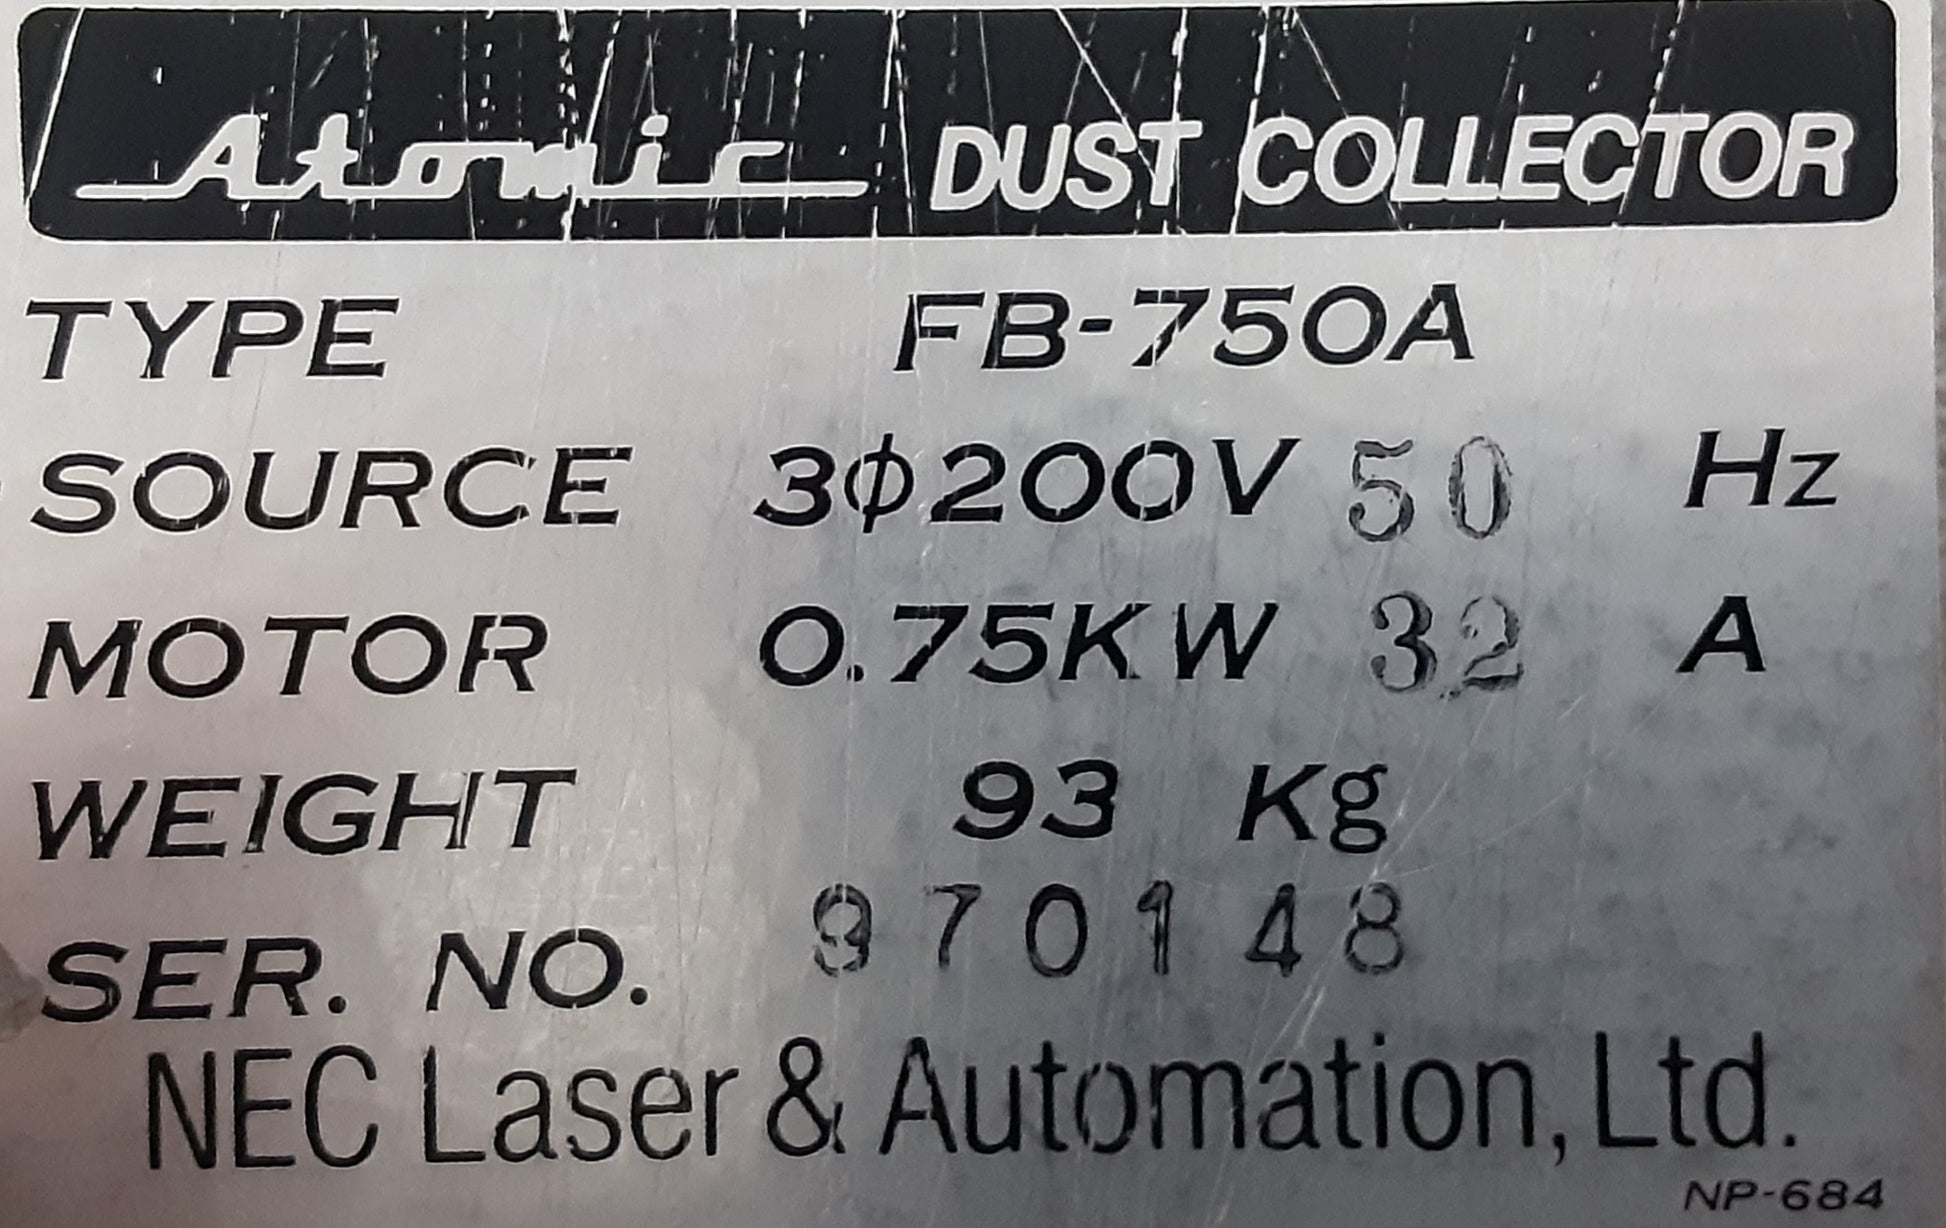 Atomic DUST COLLECTOR
TYPE FB-750A
SOURCE 3ϕ200V 50 Hz
MOTOR 0.75KW 3.2 A
WEIGHT 93 Kg
SER. NO. 970148
NEC Laser & Automation, Ltd.
NP-684